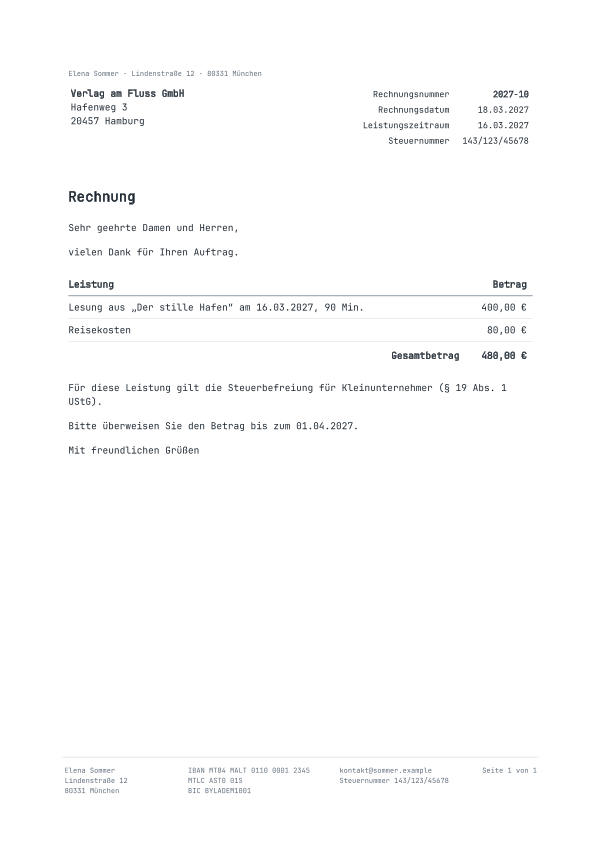 Elena Sommer · Lindenstraße 12 · 80331 München
Verlag am Fluss GmbH
Hafenweg 3
20457 Hamburg
Rechnungsnummer 2027-10
Rechnungsdatum 18.03.2027
Leistungszeitraum 16.03.2027
Steuernummer 143/123/45678
Rechnung
Sehr geehrte Damen und Herren,
vielen Dank für Ihren Auftrag.
Leistung Betrag
Lesung aus „Der stille Hafen“ am 16.03.2027, 90 Min. 400,00 €
Reisekosten 80,00 €
Gesamtbetrag 480,00 €
Für diese Leistung gilt die Steuerbefreiung für Kleinunternehmer (§ 19 Abs. 1
UStG).
Bitte überweisen Sie den Betrag bis zum 01.04.2027.
Mit freundlichen Grüßen
Elena Sommer
Lindenstraße 12
80331 München
IBAN MT84 MALT 0110 0001 2345
MTLC AST0 01S
BIC BYLADEM1001
kontakt@sommer.example
Steuernummer 143/123/45678
Seite 1 von 1